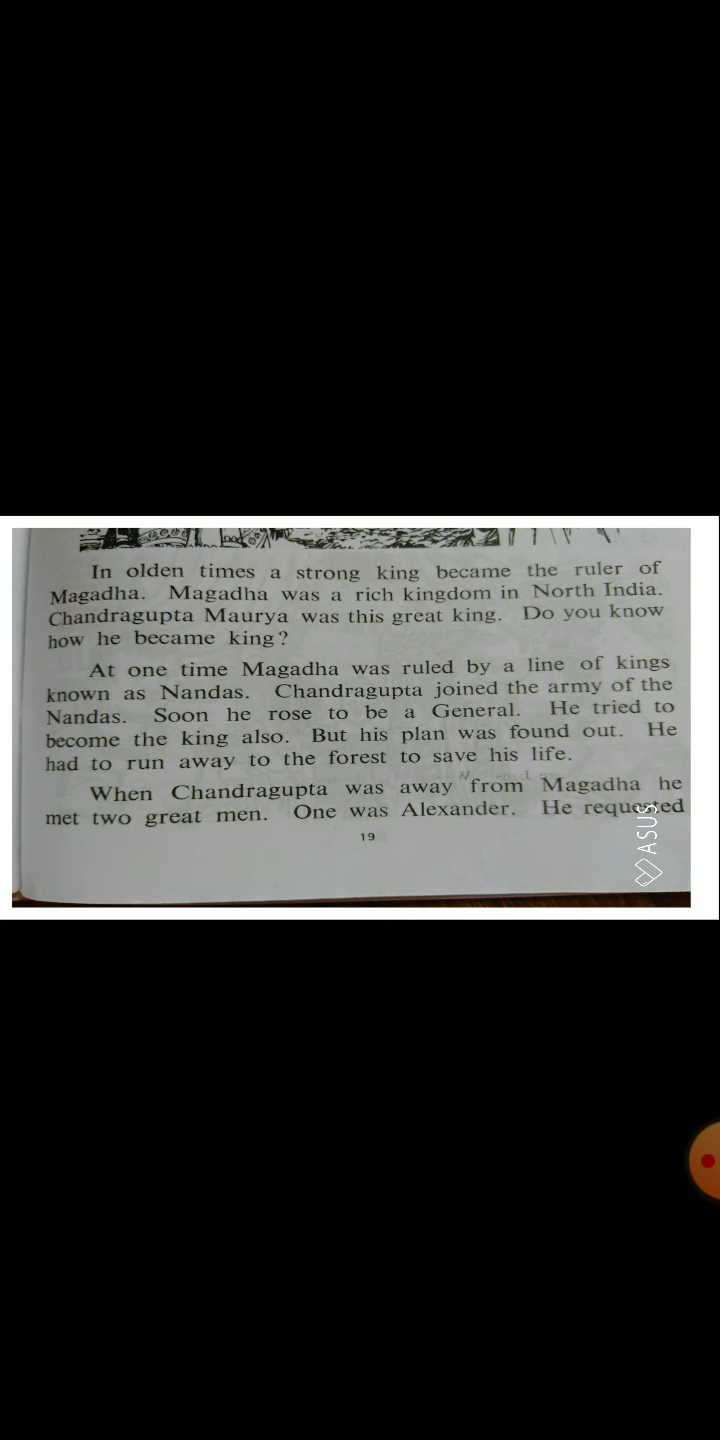 In olden times a strong king became the ruler of
Magadha. Magadha was a rich kingdom in North India.
Chandragupta Maurya was this great king. Do you know
how he became king?
At one time Magadha was ruled by a line of kings
known as Nandas. Chandragupta joined the army of the
Nandas. Soon he rose to be a General. He tried to
become the king also. But his plan was found out. He
had to run away to the forest to save his life.
When Chandragupta was away from Magadha he
met two great men. One was Alexander. He requested
19
ASUS